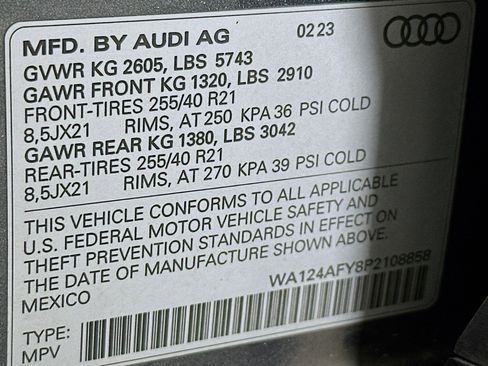 MFD. BY AUDI AG 0223
GVWR KG 2605, LBS 5743
GAWR FRONT KG 1320, LBS 2910
FRONT-TIRES 255/40 R21
8,5JX21 RIMS, AT 250 KPA 36 PSI COLD
GAWR REAR KG 1380, LBS 3042
REAR-TIRES 255/40 R21
8,5JX21 RIMS, AT 270 KPA 39 PSI COLD
THIS VEHICLE CONFORMS TO ALL APPLICABLE
U.S. FEDERAL MOTOR VEHICLE SAFETY AND
THEFT PREVENTION STANDARDS IN EFFECT ON
THE DATE OF MANUFACTURE SHOWN ABOVE.
MEXICO WA124AFY8P2108858
TYPE:
MPV